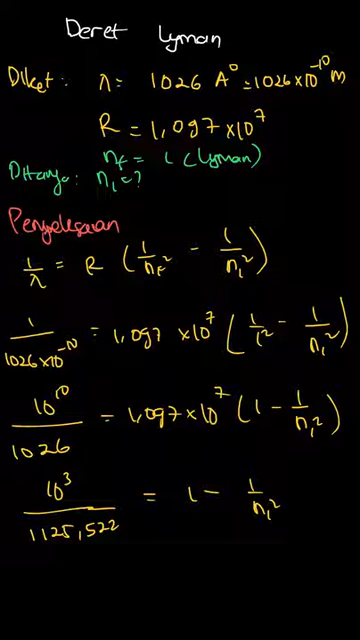 Deret Lyman
Diket: λ = 1026 A° = 1026 × 10⁻¹⁰ m
R = 1,097 × 10⁷
nf = 1 (Lyman)
Ditanya: ni = ?
Penyelesaian
1/λ = R (1/nf² - 1/ni²)
1/(1026 × 10⁻¹⁰) = 1,097 × 10⁷ (1/1² - 1/ni²)
10¹⁰/1026 = 1,097 × 10⁷ (1 - 1/ni²)
10³/1125,522 = 1 - 1/ni²